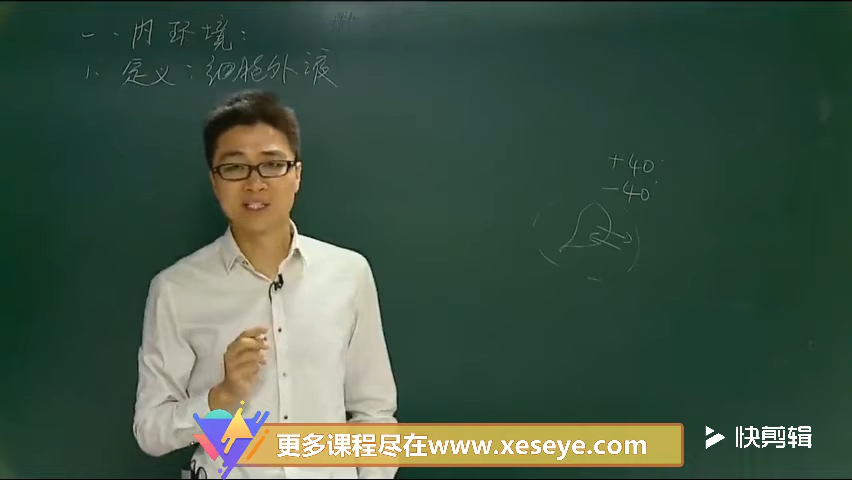 一、内环境：
1、定义：细胞外液
+40°
-40°
更多课程尽在www.xeseye.com
快剪辑